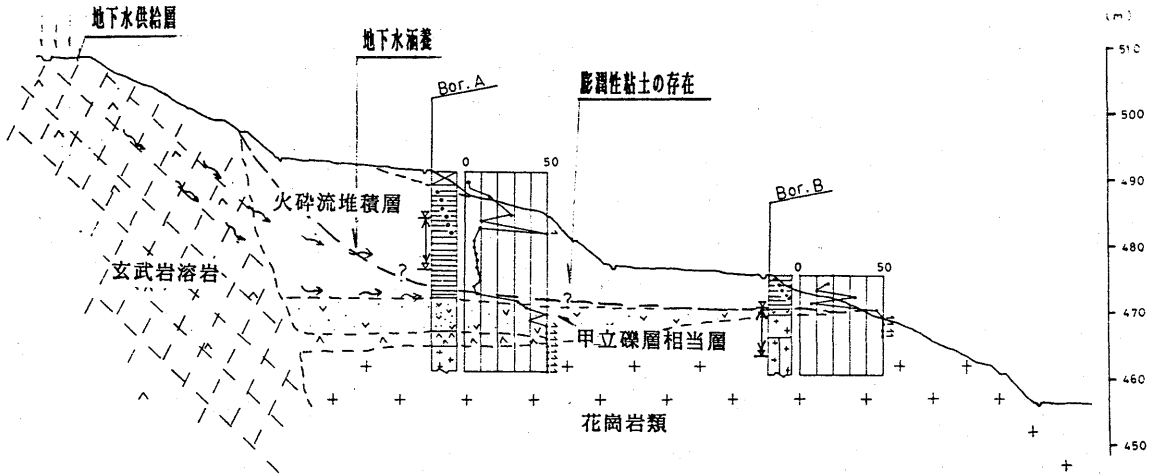 地下水供給層
(m)
地下水涵養
510
Bor. A
膨潤性粘土の存在
500
0 50
Bor. B
490
火砕流堆積層
480
玄武岩溶岩
?
?
0 50
470
甲立礫層相当層
460
花崗岩類
450